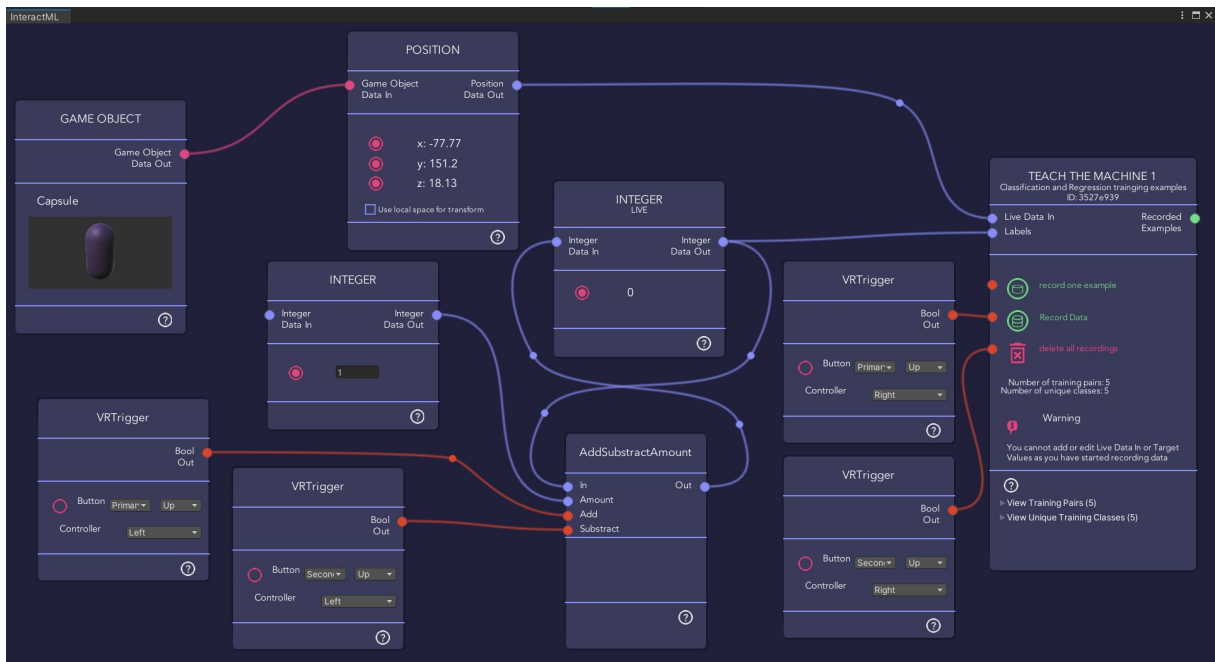 InteractML
POSITION
Game Object
Data In
Position
Data Out
x: -77.77
y: 151.2
z: 18.13
Use local space for transform
?
GAME OBJECT
Game Object
Data Out
Capsule
?
INTEGER
LIVE
Integer
Data In
Integer
Data Out
0
?
TEACH THE MACHINE 1
Classification and Regression trainging examples
ID: 3527e939
Live Data In
Labels
Recorded
Examples
record one example
Record Data
delete all recordings
Number of training pairs: 5
Number of unique classes: 5
Warning
You cannot add or edit Live Data In or Target
Values as you have started recording data
?
View Training Pairs (5)
View Unique Training Classes (5)
INTEGER
Integer
Data In
Integer
Data Out
1
?
VRTrigger
Bool
Out
Button Primar Up
Controller Right
?
VRTrigger
Bool
Out
Button Primar Up
Controller Left
?
VRTrigger
Bool
Out
Button Secon Up
Controller Left
?
AddSubstractAmount
In
Out
Amount
Add
Substract
?
VRTrigger
Bool
Out
Button Secon Up
Controller Right
?